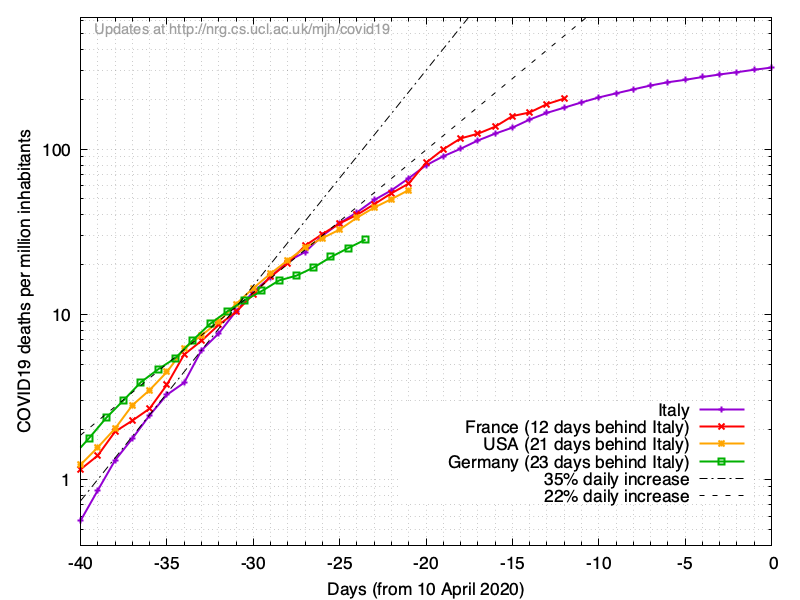 Updates at http://nrg.cs.ucl.ac.uk/mjh/covid19
COVID19 deaths per million inhabitants
100
10
1
Italy
France (12 days behind Italy)
USA (21 days behind Italy)
Germany (23 days behind Italy)
35% daily increase
22% daily increase
-40 -35 -30 -25 -20 -15 -10 -5 0
Days (from 10 April 2020)